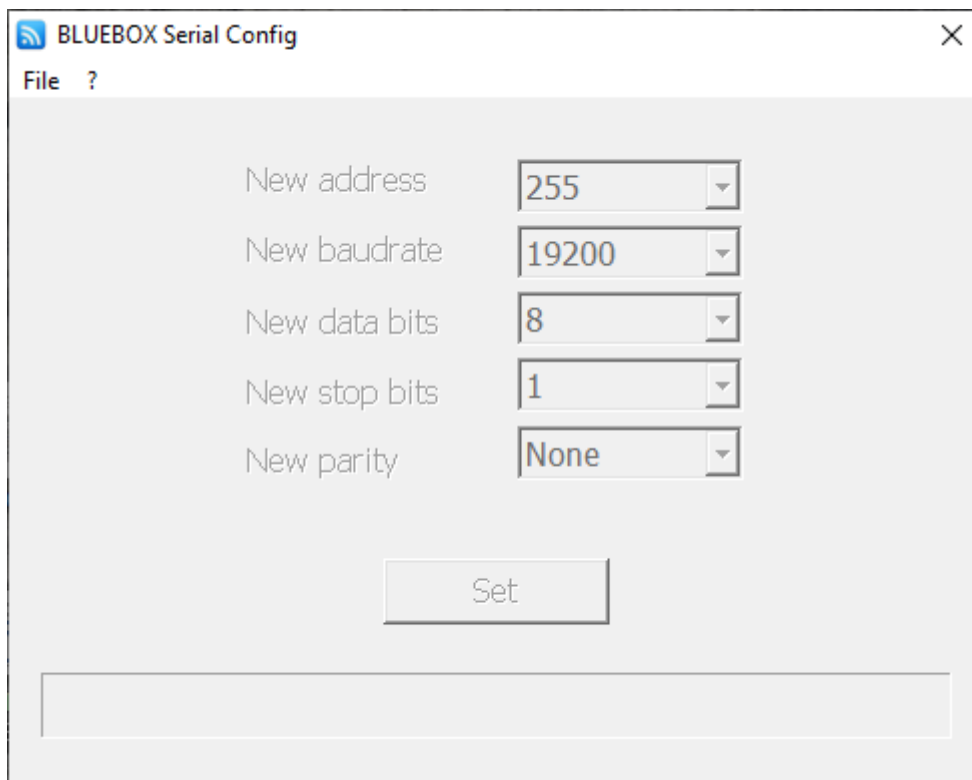 BLUEBOX Serial Config
File ?
New address 255
New baudrate 19200
New data bits 8
New stop bits 1
New parity None
Set